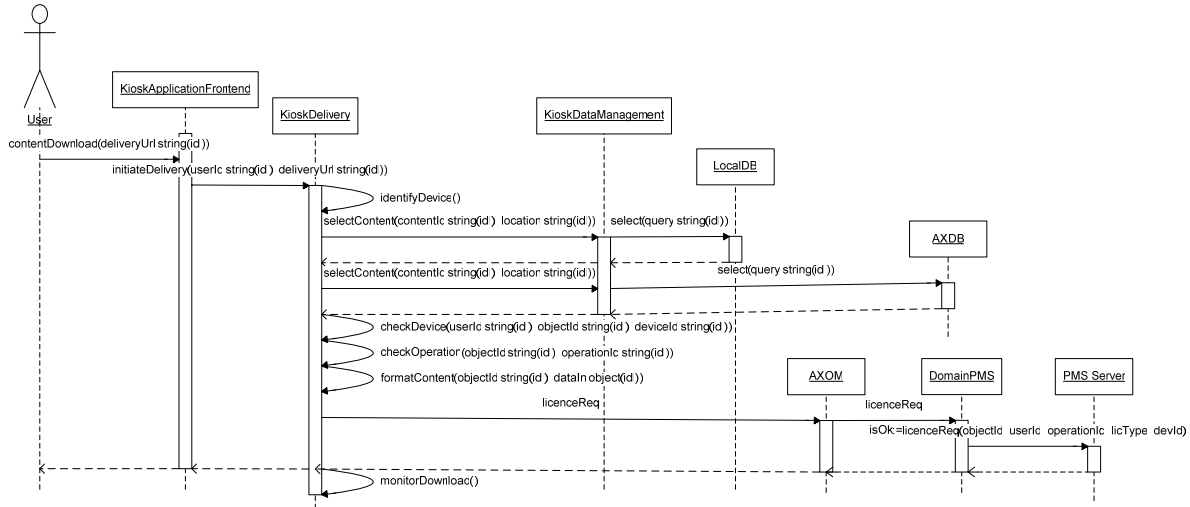 KioskApplicationFrontend
KioskDelivery
KioskDataManagement
User
contentDownload(deliveryUrl string(id))
LocalDB
initiateDelivery(userId string(id) deliveryUrl string(id))
identifyDevice()
selectContent(contentId string(id) location string(id))
select(query string(id))
AXDB
selectContent(contentId string(id) location string(id))
select(query string(id))
checkDevice(userId string(id) objectId string(id) deviceId string(id))
checkOperation(objectId string(id) operationId string(id))
formatContent(objectId string(id) dataIn object(id))
AXOM
DomainPMS
PMS Server
licenceReq
licenceReq
isOk=licenceReq(objectId userId operationId licType devId)
monitorDownload()